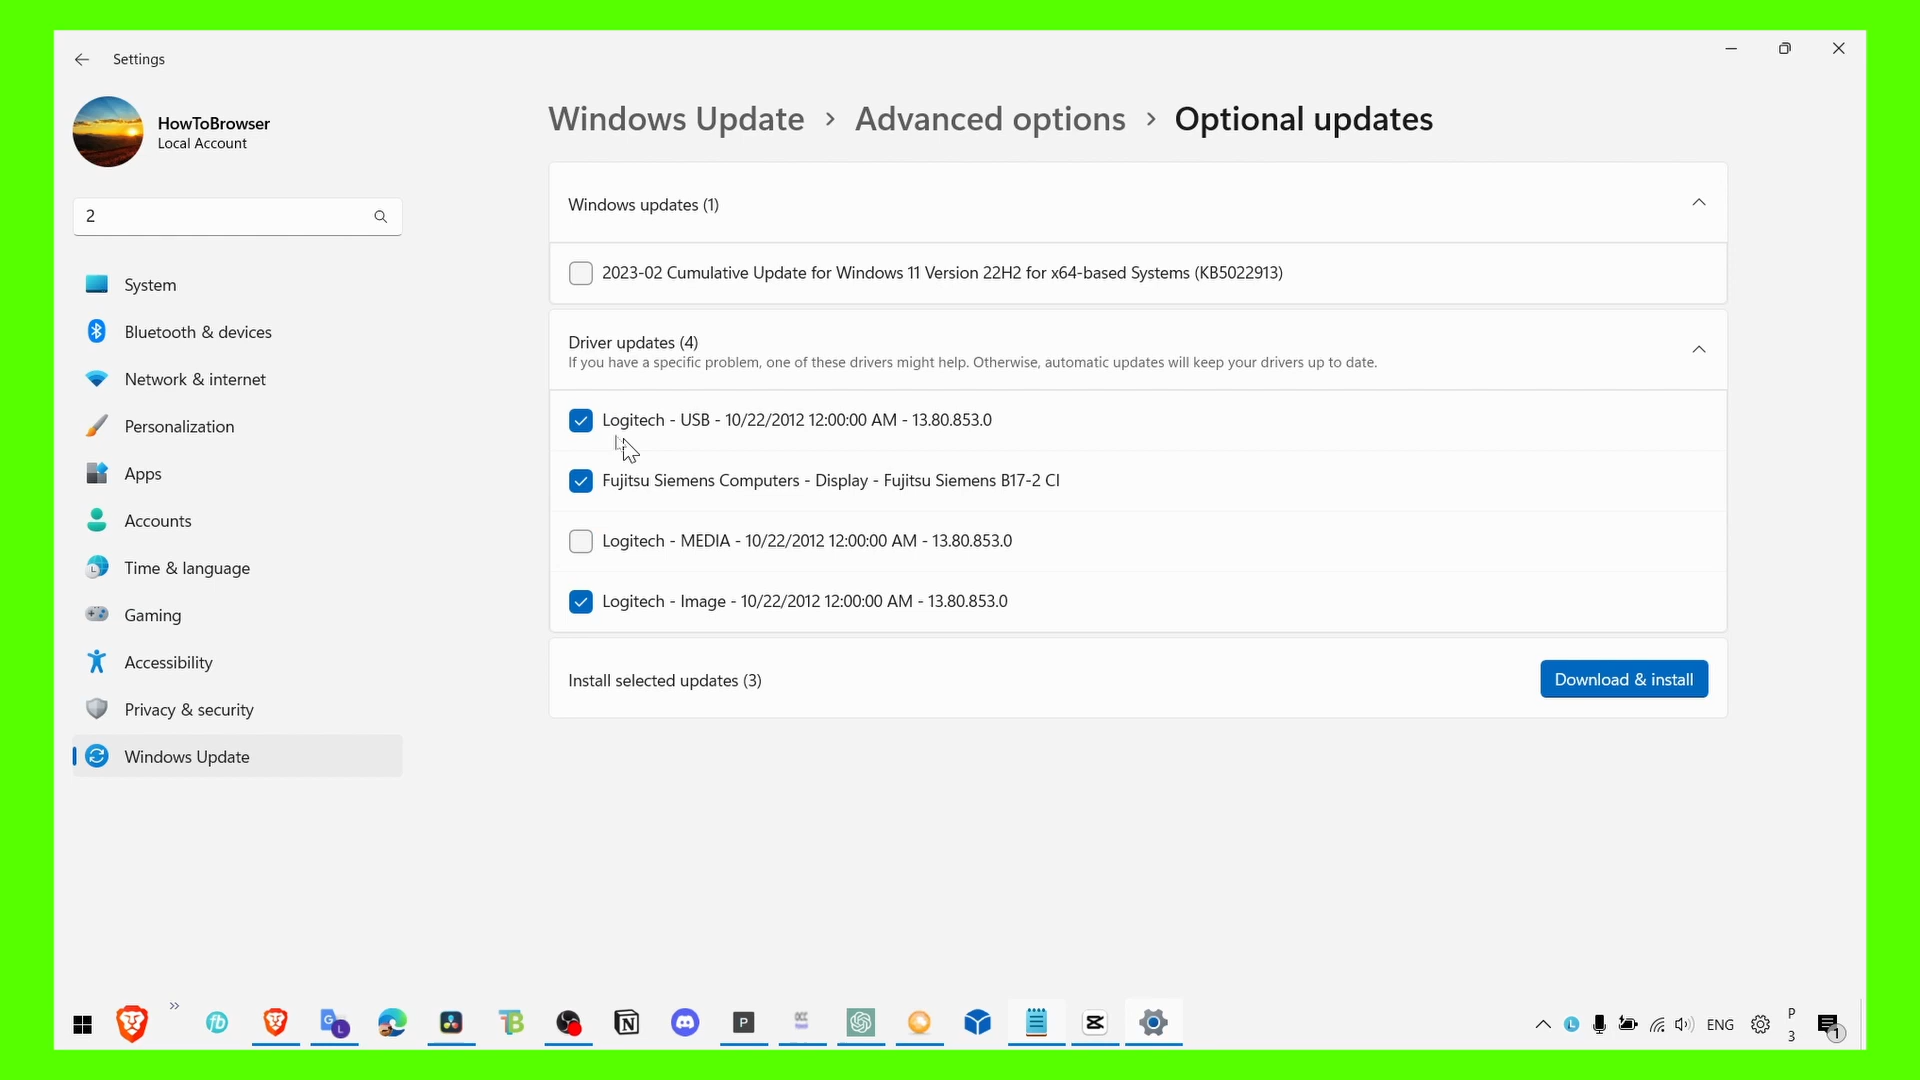 Settings
HowToBrowser
Local Account
2
System
Bluetooth & devices
Network & internet
Personalization
Apps
Accounts
Time & language
Gaming
Accessibility
Privacy & security
Windows Update
Windows Update > Advanced options > Optional updates
Windows updates (1)
2023-02 Cumulative Update for Windows 11 Version 22H2 for x64-based Systems (KB5022913)
Driver updates (4)
If you have a specific problem, one of these drivers might help. Otherwise, automatic updates will keep your drivers up to date.
Logitech - USB - 10/22/2012 12:00:00 AM - 13.80.853.0
Fujitsu Siemens Computers - Display - Fujitsu Siemens B17-2 CI
Logitech - MEDIA - 10/22/2012 12:00:00 AM - 13.80.853.0
Logitech - Image - 10/22/2012 12:00:00 AM - 13.80.853.0
Install selected updates (3)
Download & install
fb
G L
TB
N
P
L
ENG
P
3
1